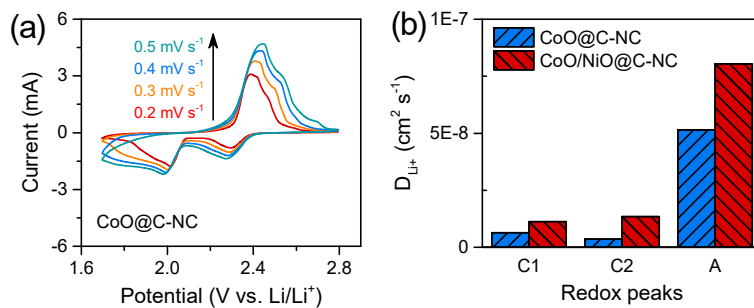 (a)
6
3
0
-3
-6
Current (mA)
0.5 mV s⁻¹
0.4 mV s⁻¹
0.3 mV s⁻¹
0.2 mV s⁻¹
CoO@C-NC
1.6 2.0 2.4 2.8
Potential (V vs. Li/Li⁺)
(b)
1E-7
5E-8
0
D_Li+ (cm² s⁻¹)
CoO@C-NC
CoO/NiO@C-NC
C1 C2 A
Redox peaks